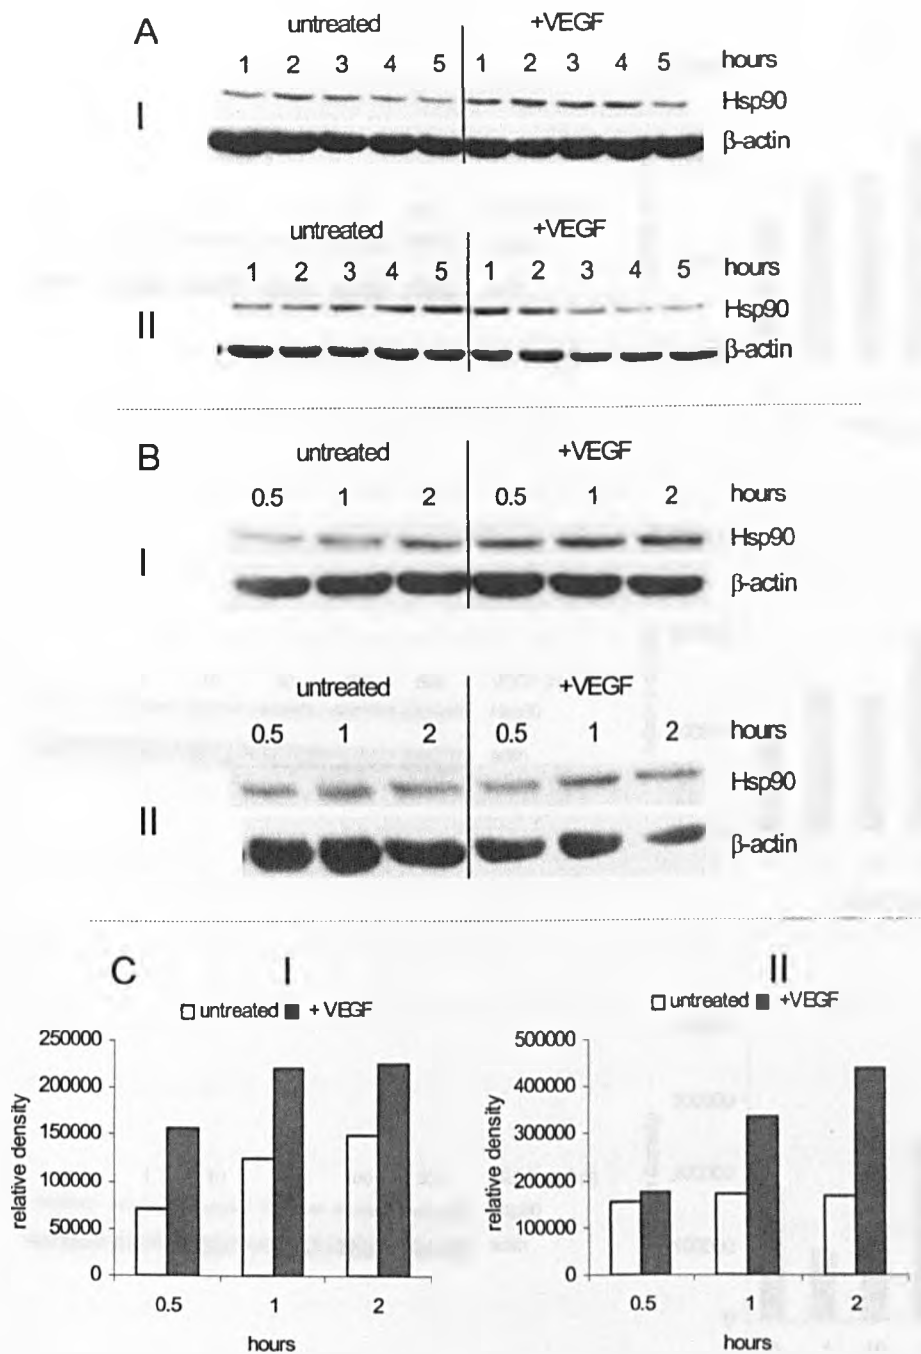 A
untreated +VEGF
1 2 3 4 5 1 2 3 4 5 hours
I
Hsp90
β-actin
untreated +VEGF
1 2 3 4 5 1 2 3 4 5 hours
II
Hsp90
β-actin
B
untreated +VEGF
0.5 1 2 0.5 1 2 hours
I
Hsp90
β-actin
untreated +VEGF
0.5 1 2 0.5 1 2 hours
II
Hsp90
β-actin
C
I
untreated + VEGF
250000
200000
150000
100000
50000
0
relative density
0.5 1 2
hours
II
untreated +VEGF
500000
400000
300000
200000
100000
0
relative density
0.5 1 2
hours